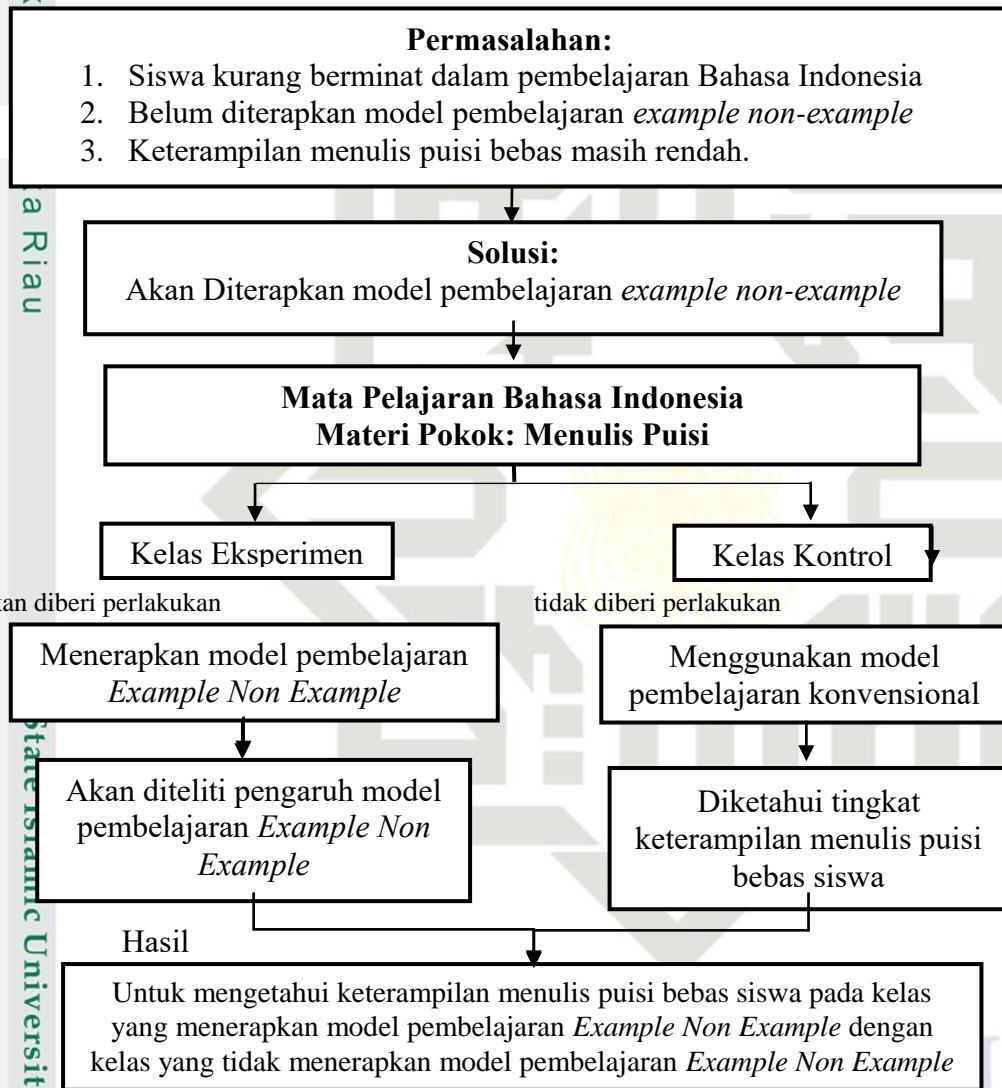 Permasalahan:
1. Siswa kurang berminat dalam pembelajaran Bahasa Indonesia
2. Belum diterapkan model pembelajaran example non-example
3. Keterampilan menulis puisi bebas masih rendah.
Solusi:
Akan Diterapkan model pembelajaran example non-example
Mata Pelajaran Bahasa Indonesia
Materi Pokok: Menulis Puisi
Kelas Eksperimen
Kelas Kontrol
kan diberi perlakukan
tidak diberi perlakukan
Menerapkan model pembelajaran
Example Non Example
Menggunakan model
pembelajaran konvensional
Akan diteliti pengaruh model
pembelajaran Example Non
Example
Diketahui tingkat
keterampilan menulis puisi
bebas siswa
Hasil
Untuk mengetahui keterampilan menulis puisi bebas siswa pada kelas
yang menerapkan model pembelajaran Example Non Example dengan
kelas yang tidak menerapkan model pembelajaran Example Non Example
Riau
State Islamic Universit